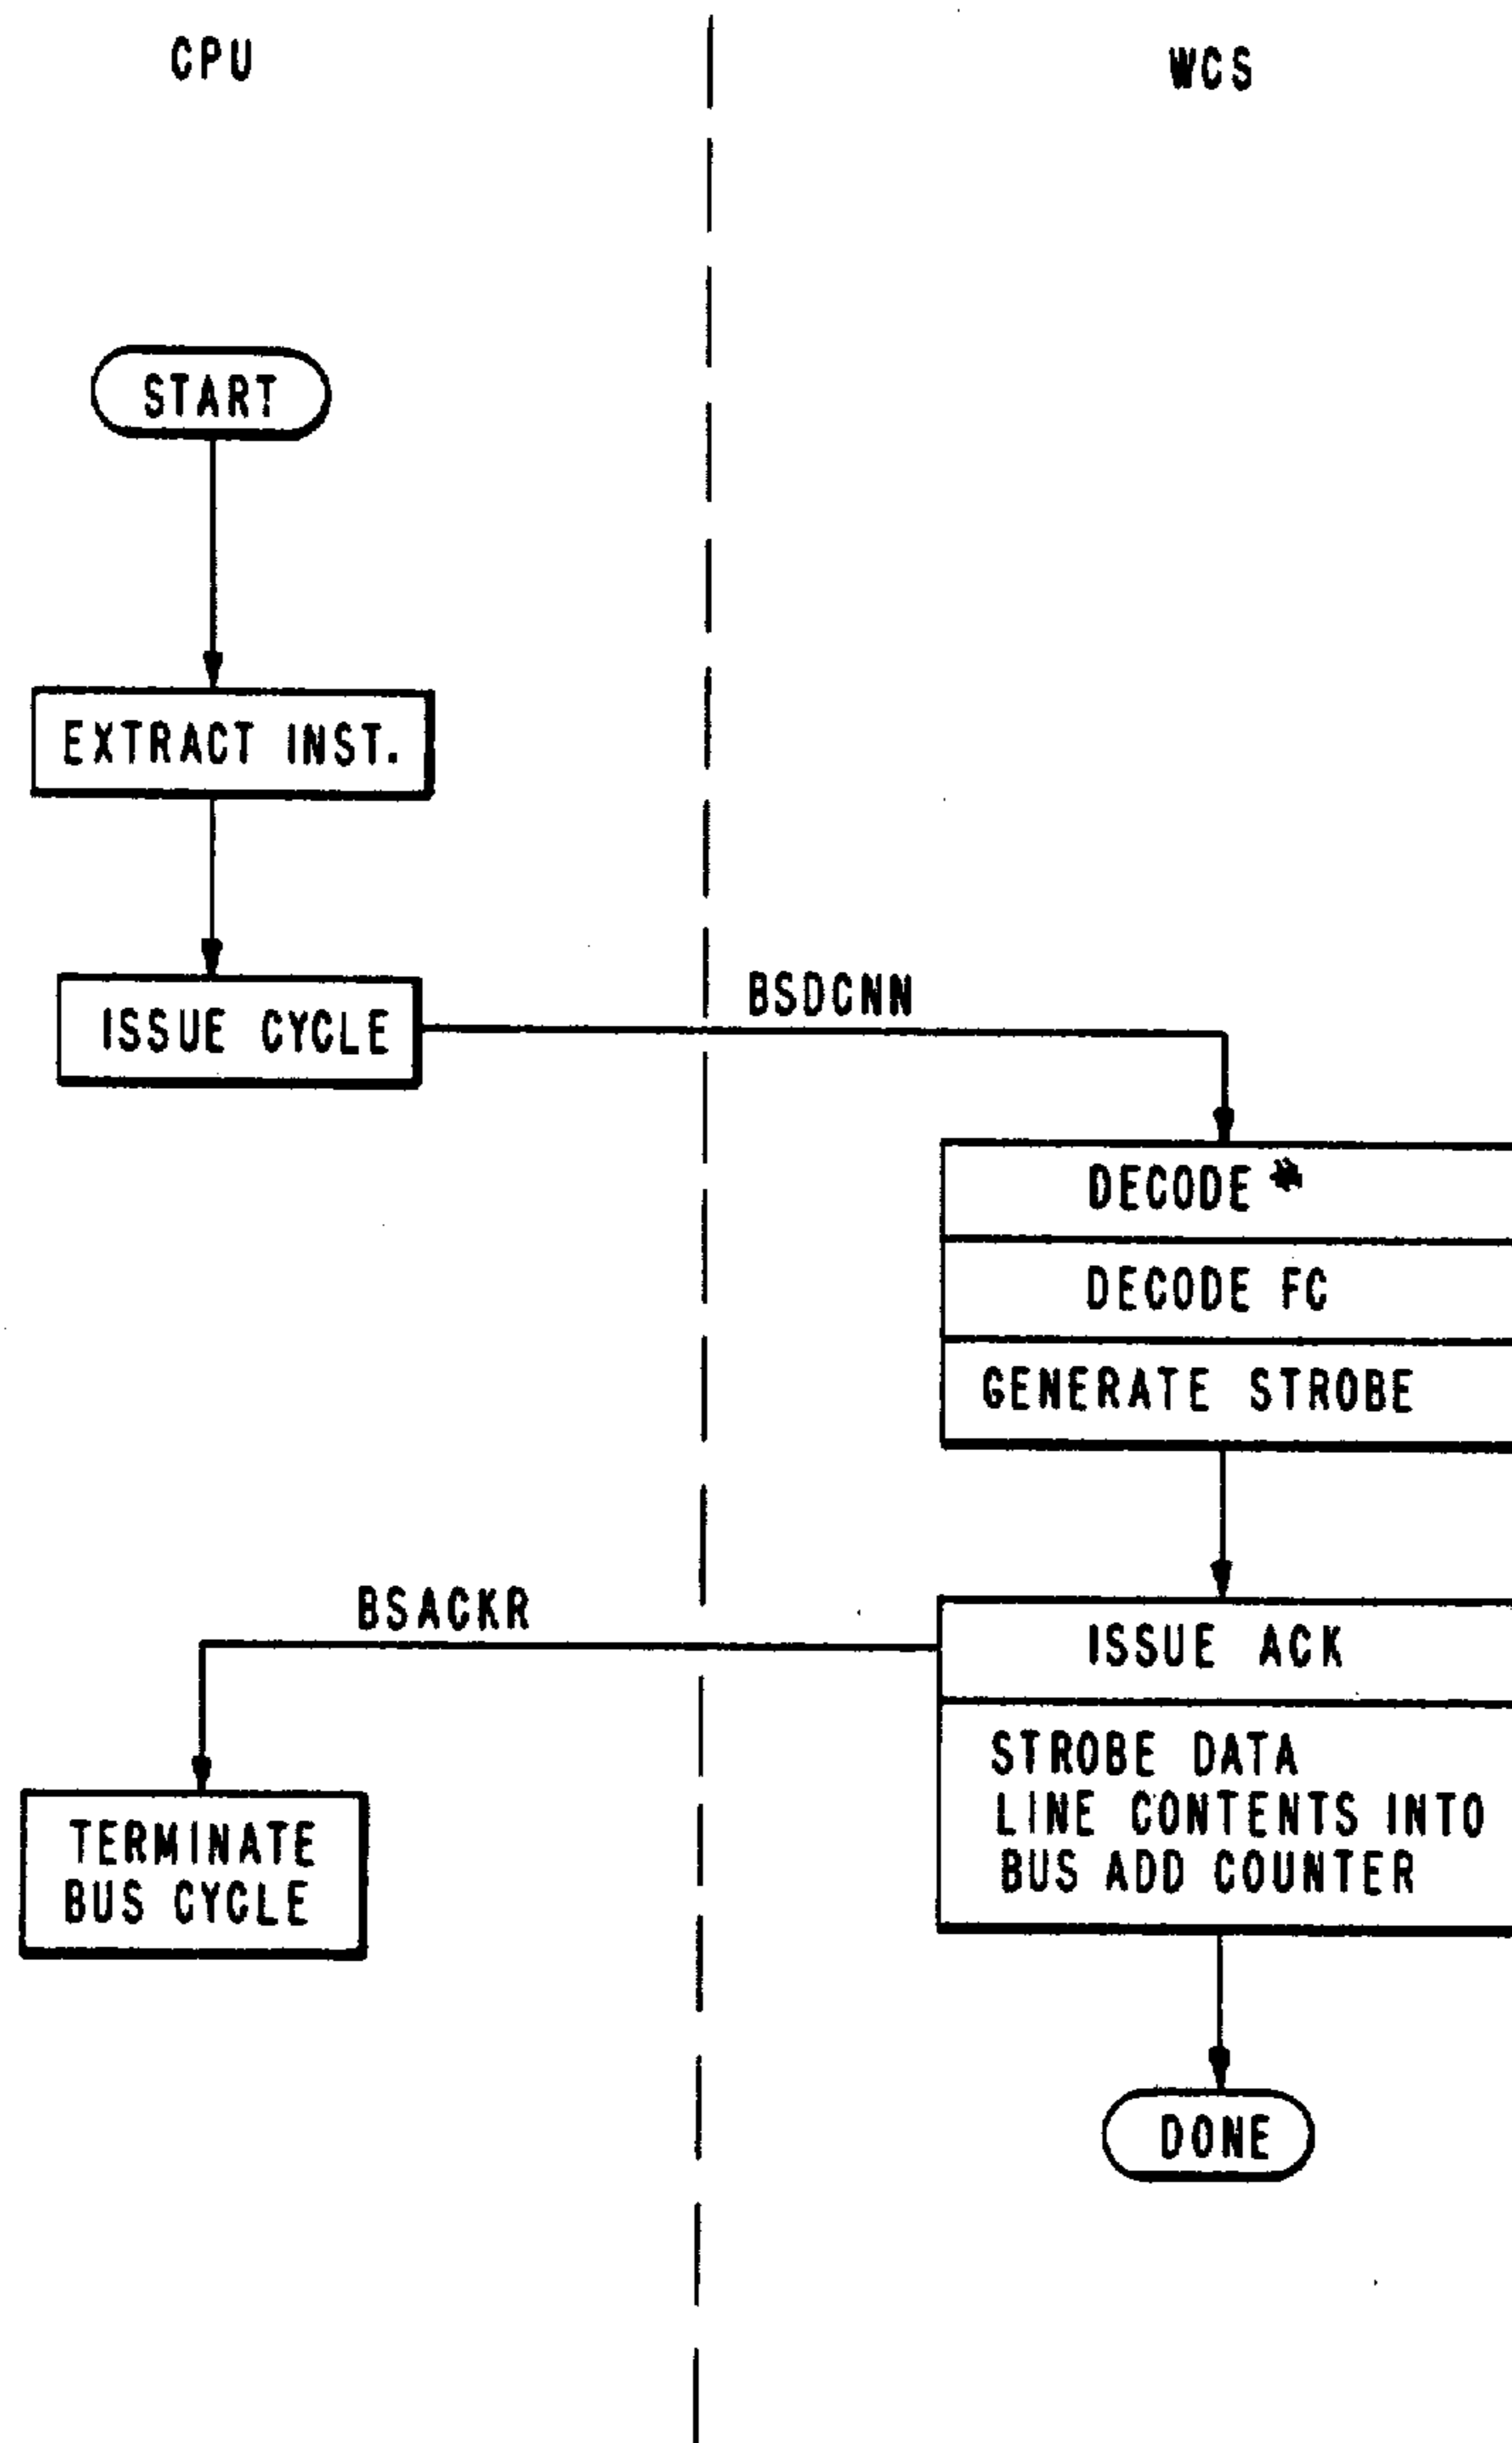 CPU
WCS
START
EXTRACT INST.
ISSUE CYCLE
BSDCNN
DECODE *
DECODE FC
GENERATE STROBE
BSACKR
ISSUE ACK
STROBE DATA
LINE CONTENTS INTO
BUS ADD COUNTER
TERMINATE
BUS CYCLE
DONE